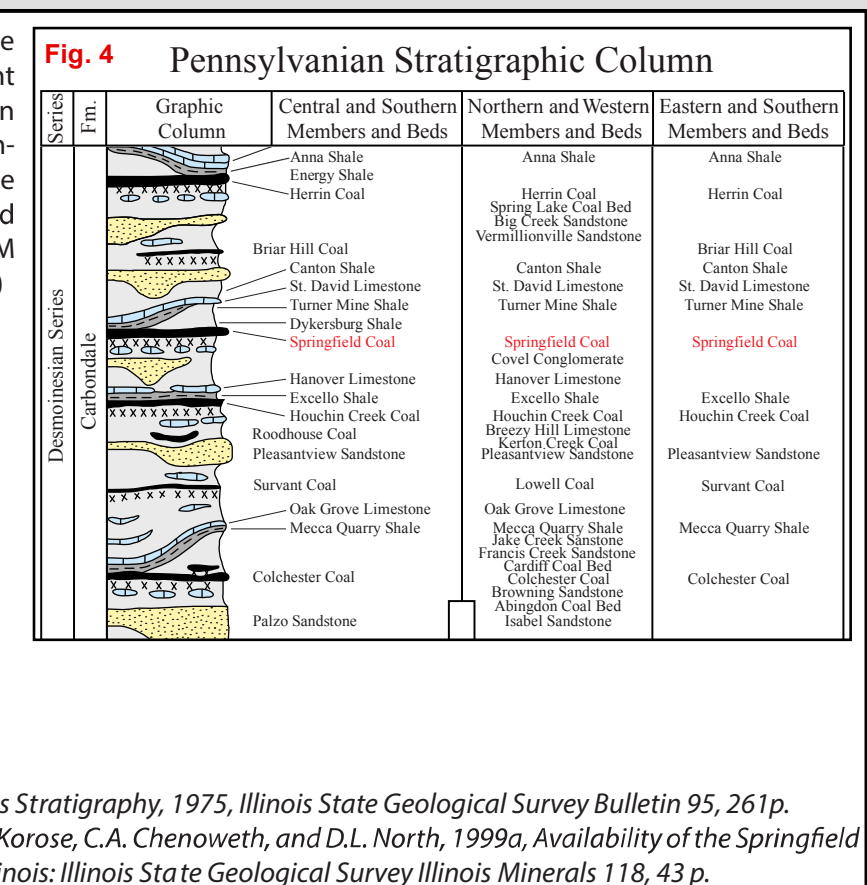 e
nt
n
n-
e
d
M
)
Fig. 4
Pennsylvanian Stratigraphic Column
Series
Fm.
Graphic Column
Central and Southern Members and Beds
Northern and Western Members and Beds
Eastern and Southern Members and Beds
Desmoinesian Series
Carbondale
Anna Shale
Energy Shale
Herrin Coal
Briar Hill Coal
Canton Shale
St. David Limestone
Turner Mine Shale
Dykersburg Shale
Springfield Coal
Hanover Limestone
Excello Shale
Houchin Creek Coal
Roodhouse Coal
Pleasantview Sandstone
Survant Coal
Oak Grove Limestone
Mecca Quarry Shale
Colchester Coal
Palzo Sandstone
Anna Shale
Herrin Coal
Spring Lake Coal Bed
Big Creek Sandstone
Vermillionville Sandstone
Canton Shale
St. David Limestone
Turner Mine Shale
Springfield Coal
Covel Conglomerate
Hanover Limestone
Excello Shale
Houchin Creek Coal
Breezy Hill Limestone
Kerton Creek Coal
Pleasantview Sandstone
Lowell Coal
Oak Grove Limestone
Mecca Quarry Shale
Jake Creek Sanstone
Francis Creek Sandstone
Cardiff Coal Bed
Colchester Coal
Browning Sandstone
Abingdon Coal Bed
Isabel Sandstone
Anna Shale
Herrin Coal
Briar Hill Coal
Canton Shale
St. David Limestone
Turner Mine Shale
Springfield Coal
Excello Shale
Houchin Creek Coal
Pleasantview Sandstone
Survant Coal
Mecca Quarry Shale
Colchester Coal
s Stratigraphy, 1975, Illinois State Geological Survey Bulletin 95, 261p.
Korose, C.A. Chenoweth, and D.L. North, 1999a, Availability of the Springfield
inois: Illinois State Geological Survey Illinois Minerals 118, 43 p.